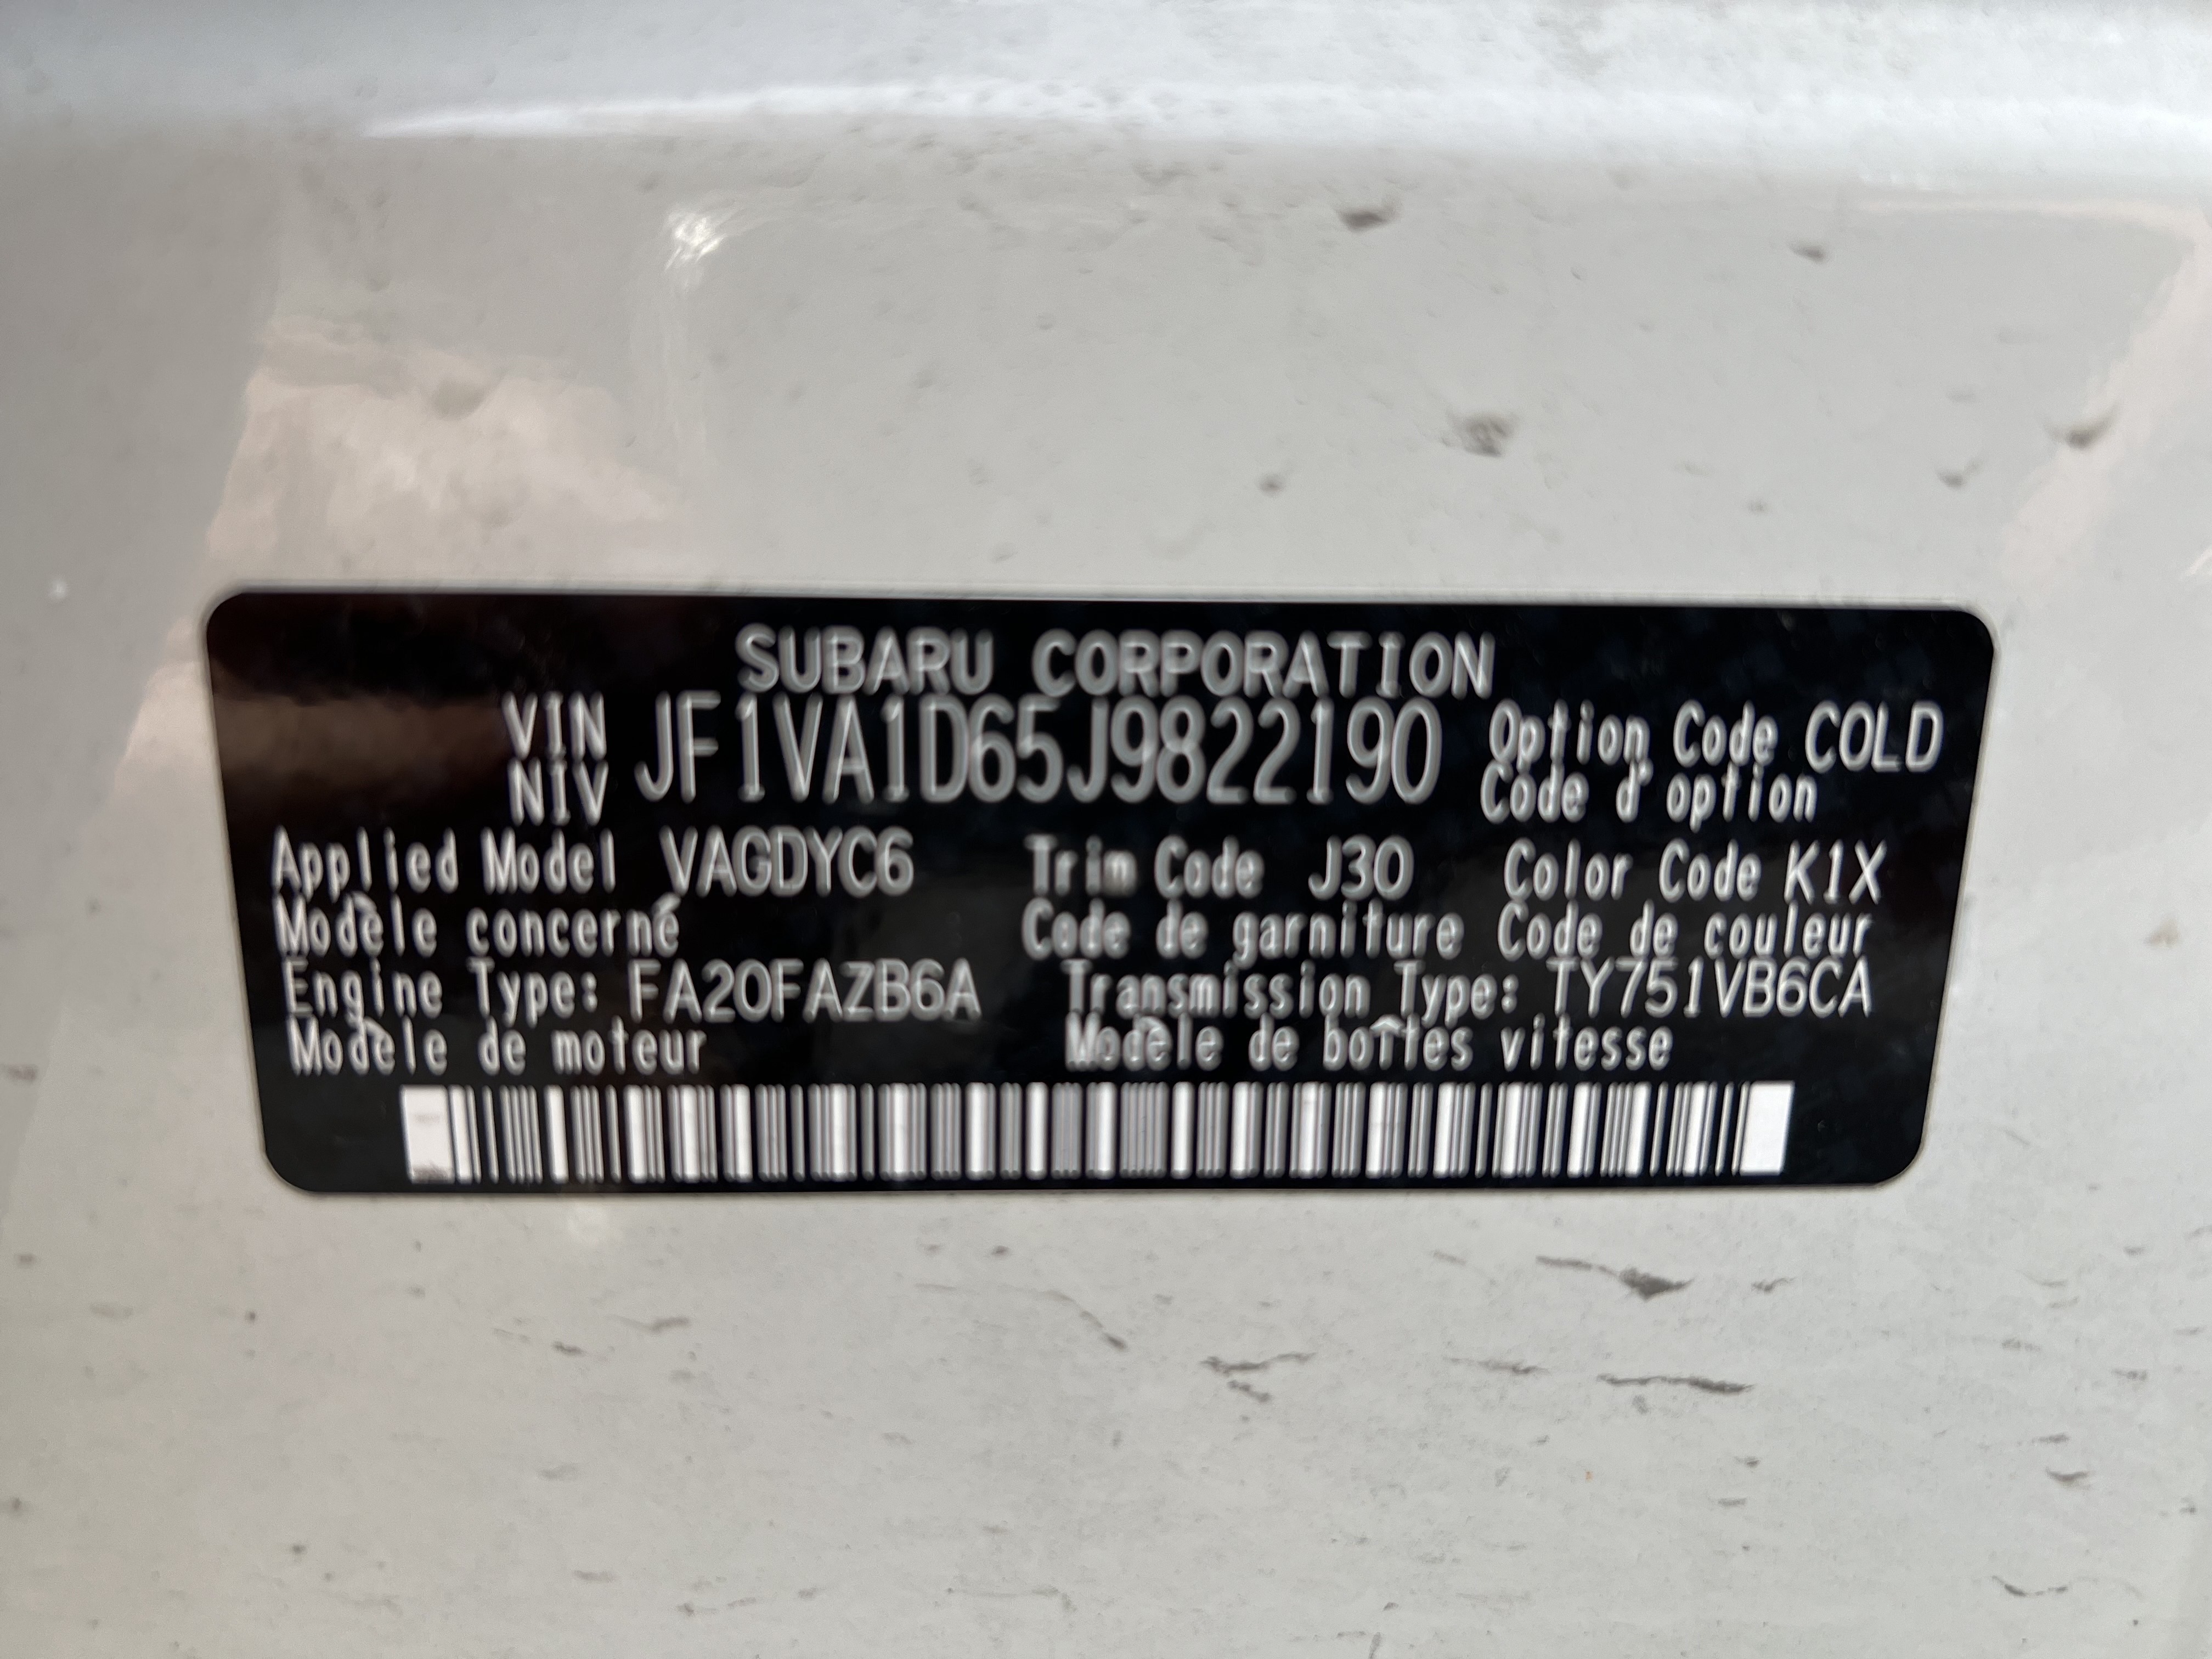 SUBARU CORPORATION
VIN JF1VA1D65J9822190 Option Code COLD
NIV Code d'option
Applied Model VAGDYC6 Trim Code J30 Color Code K1X
Modèle concerné Code de garniture Code de couleur
Engine Type: FA20FAZB6A Transmission Type: TY751VB6CA
Modèle de moteur Modèle de boîtes vitesse